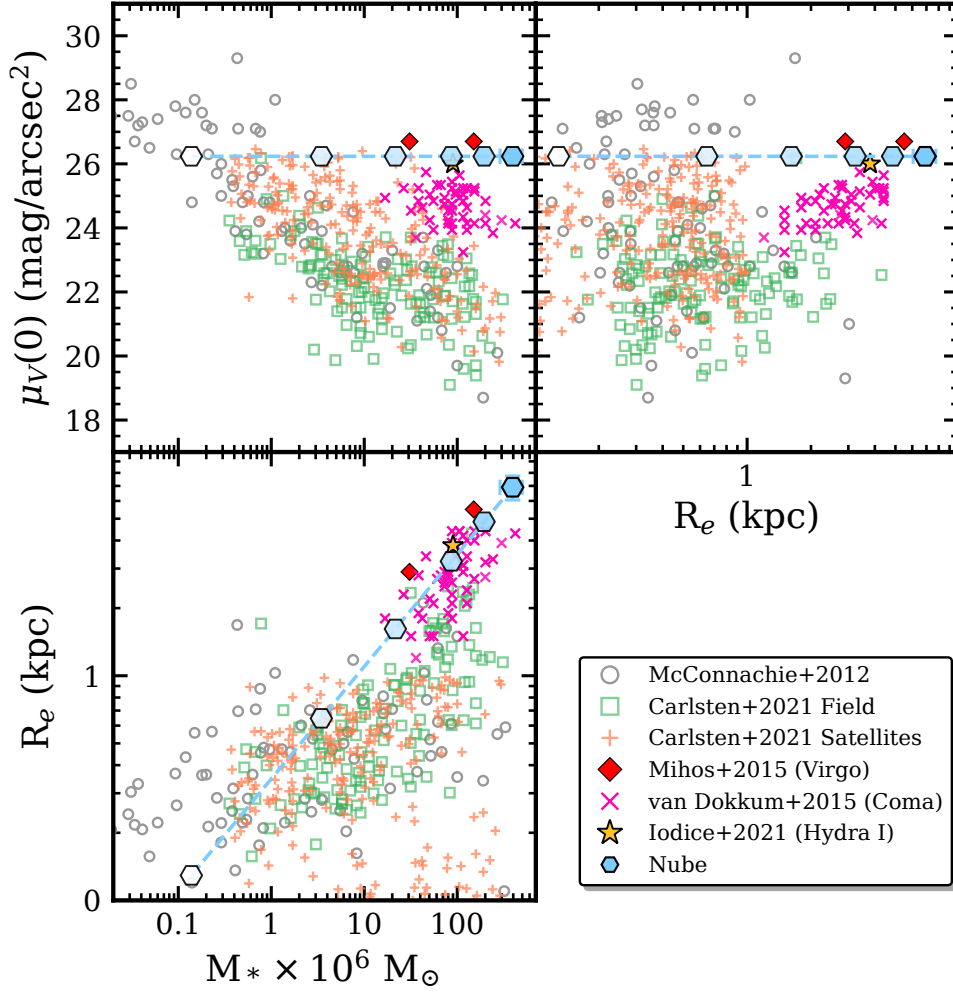 30
28
26
24
22
20
18
μ_V(0) (mag/arcsec²)
1
R_e (kpc)
1
0
R_e (kpc)
0.1 1 10 100
M_* × 10⁶ M_⊙
McConnachie+2012
Carlsten+2021 Field
Carlsten+2021 Satellites
Mihos+2015 (Virgo)
van Dokkum+2015 (Coma)
Iodice+2021 (Hydra I)
Nube